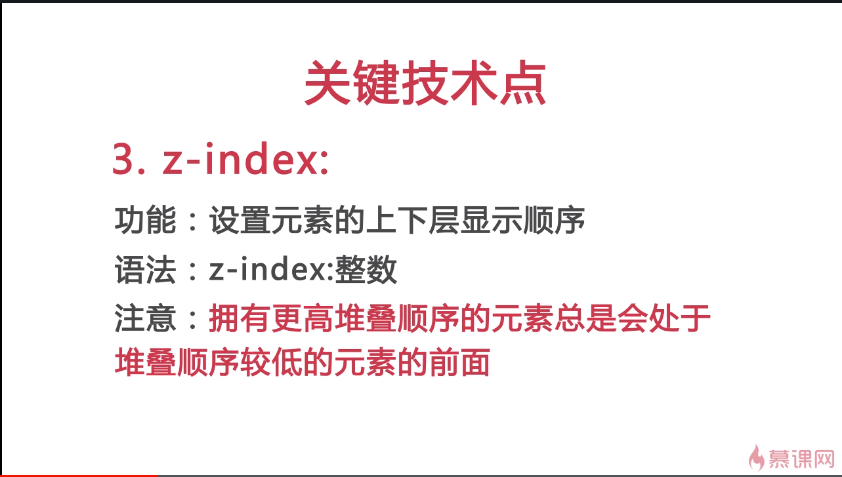 关键技术点
3. z-index:
功能：设置元素的上下层显示顺序
语法：z-index:整数
注意：拥有更高堆叠顺序的元素总是会处于
堆叠顺序较低的元素的前面
慕课网